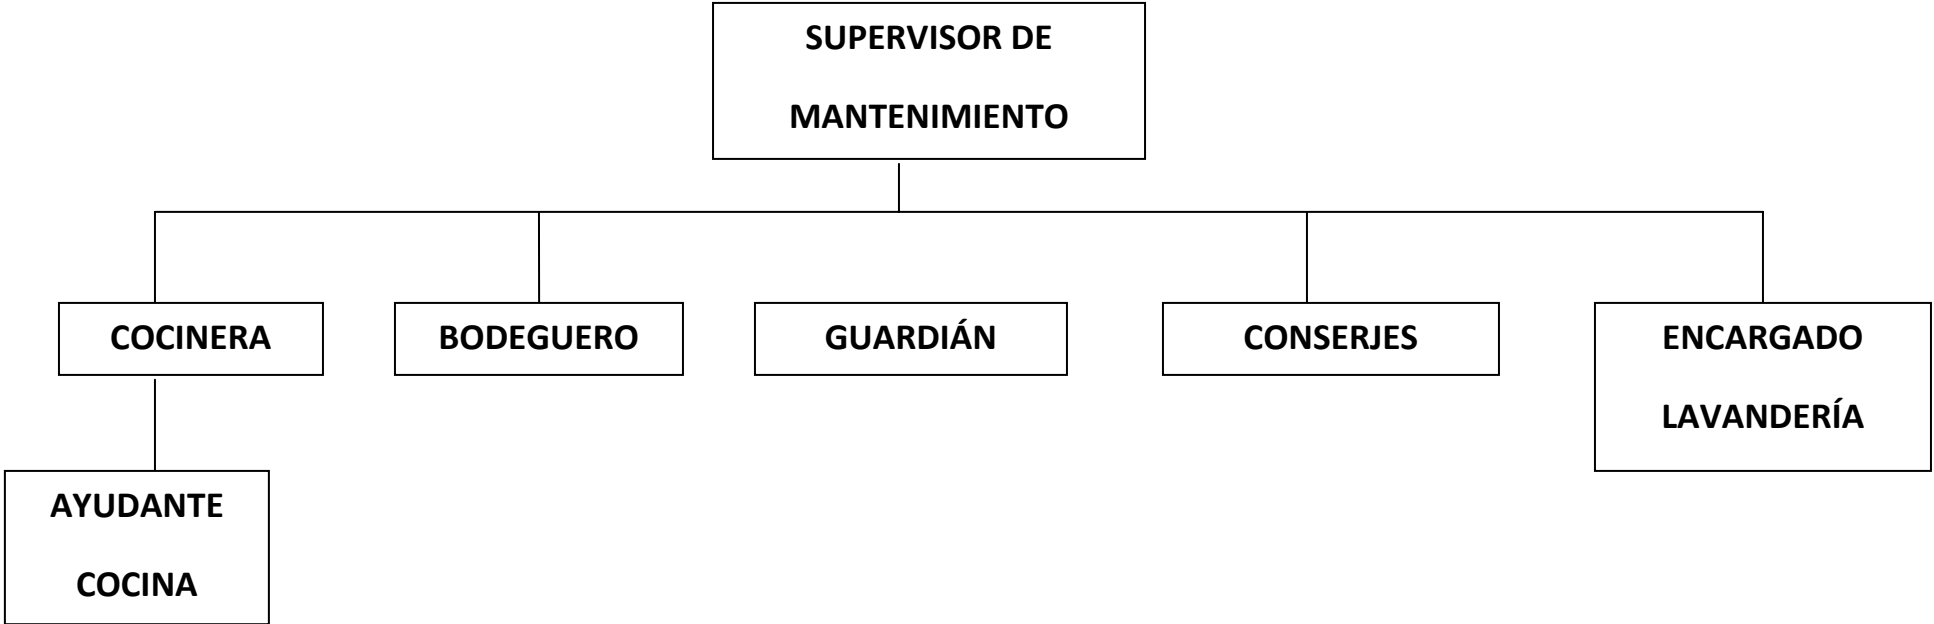 SUPERVISOR DE
MANTENIMIENTO
COCINERA
BODEGUERO
GUARDIÁN
CONSERJES
ENCARGADO
LAVANDERÍA
AYUDANTE
COCINA